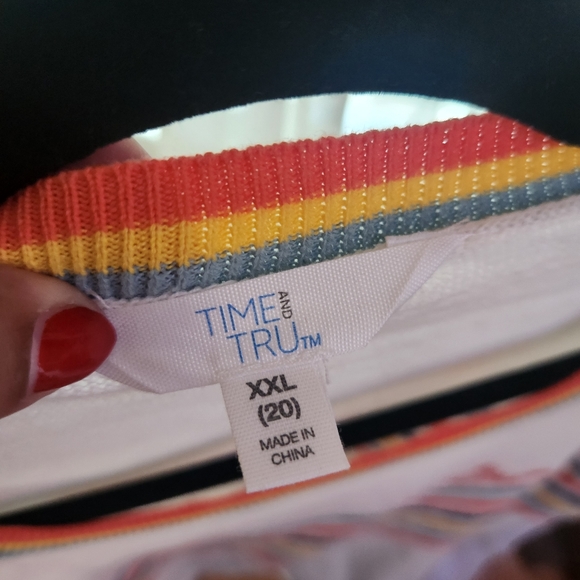 TIME AND
TRU™
XXL
(20)
MADE IN
CHINA